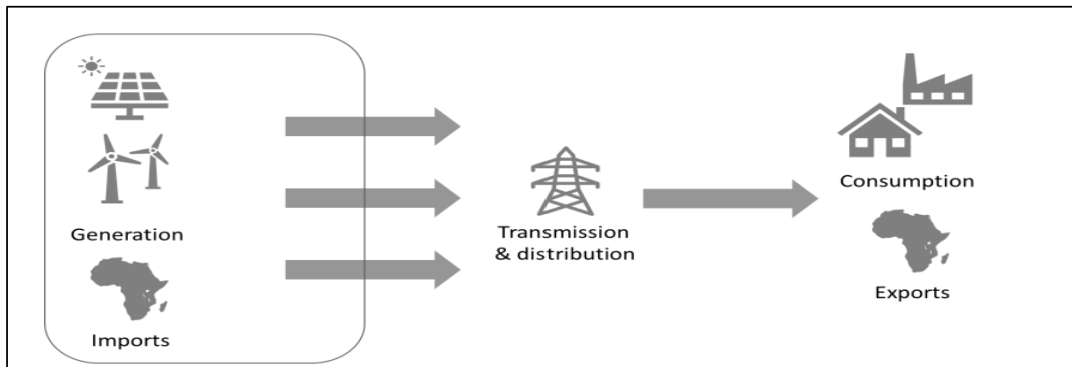 Generation
Imports
Transmission
& distribution
Consumption
Exports